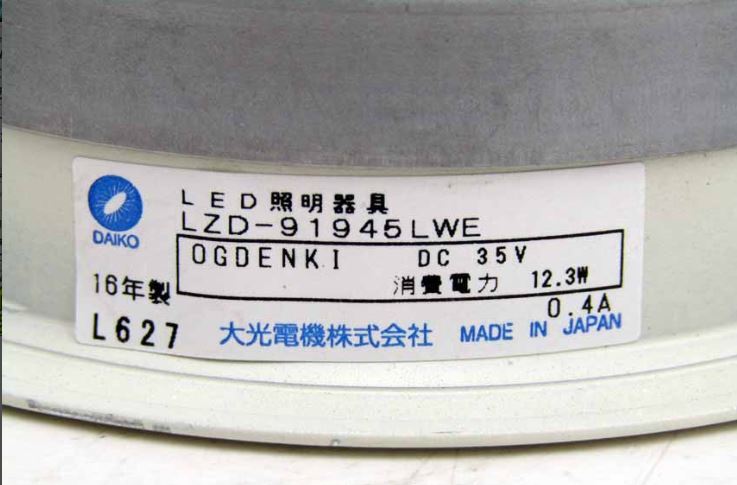 LED照明器具
LZD-91945LWE
DAIKO
OGDENKI DC 35V
消費電力 12.3W
0.4A
16年製
L627
大光電機株式会社 MADE IN JAPAN